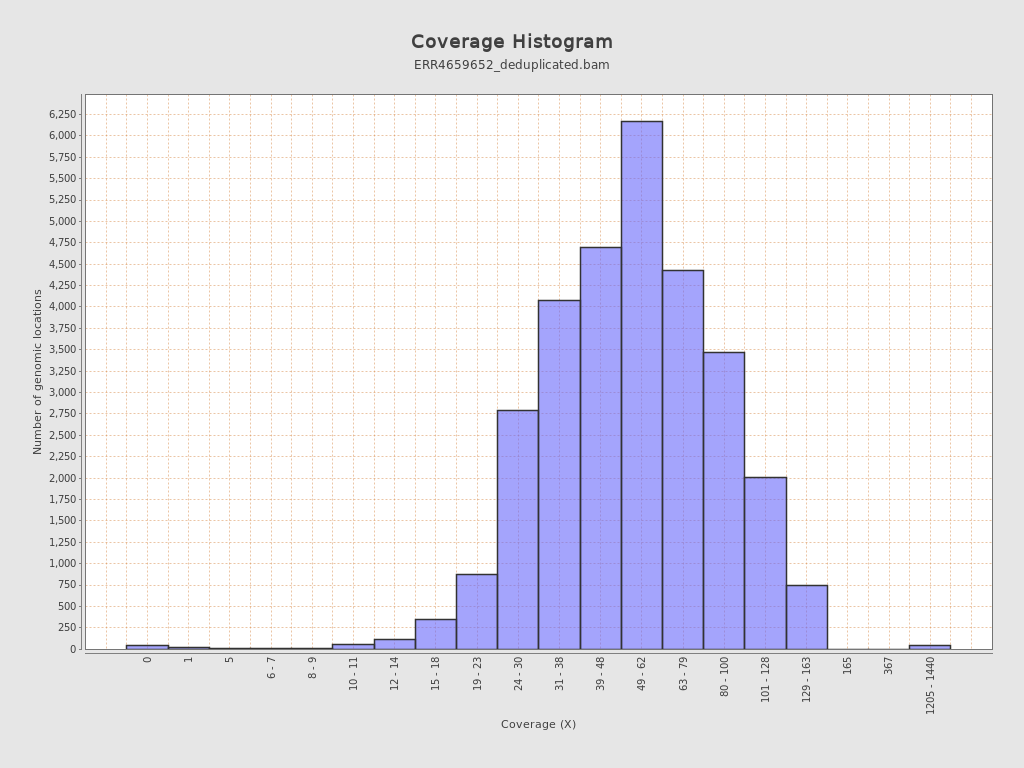 Coverage Histogram
ERR4659652_deduplicated.bam
Number of genomic locations
6,250
6,000
5,750
5,500
5,250
5,000
4,750
4,500
4,250
4,000
3,750
3,500
3,250
3,000
2,750
2,500
2,250
2,000
1,750
1,500
1,250
1,000
750
500
250
0
0
1
5
6 - 7
8 - 9
10 - 11
12 - 14
15 - 18
19 - 23
24 - 30
31 - 38
39 - 48
49 - 62
63 - 79
80 - 100
101 - 128
129 - 163
165
367
1205 - 1440
Coverage (X)